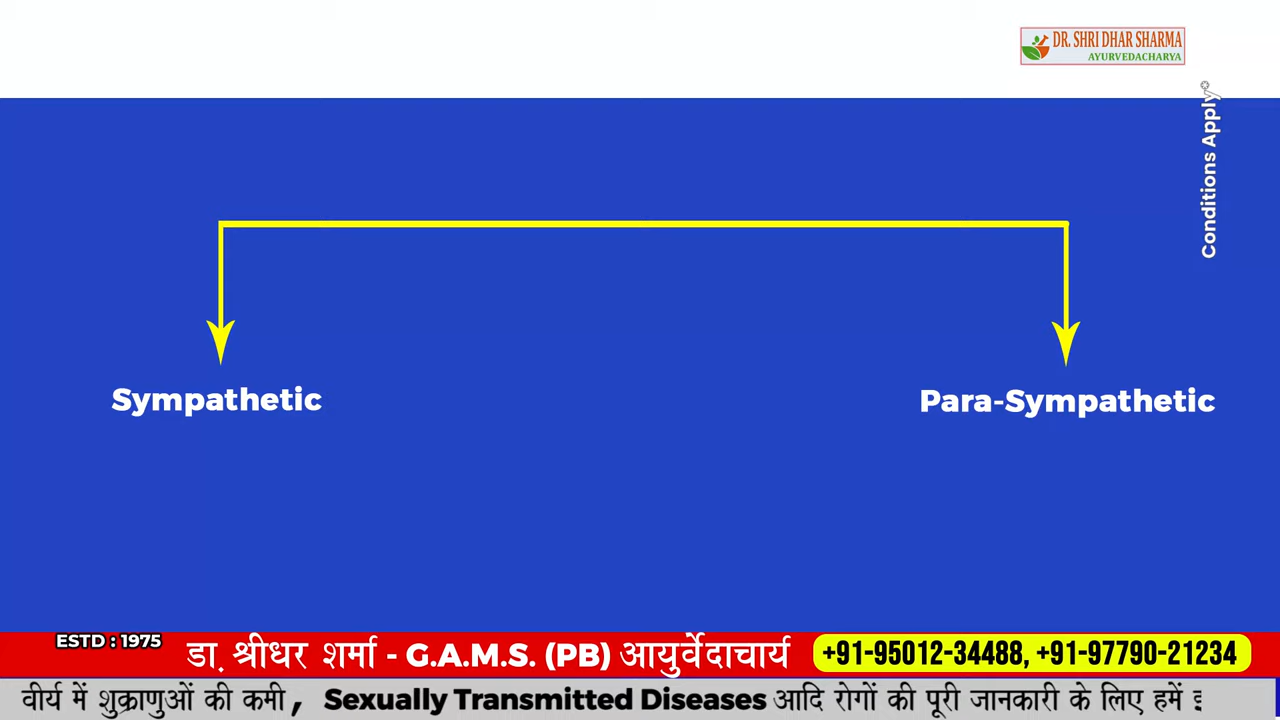 DR. SHRI DHAR SHARMA
AYURVEDACHARYA
Conditions Apply
Sympathetic
Para-Sympathetic
ESTD : 1975
डा. श्रीधर शर्मा - G.A.M.S. (PB) आयुर्वेदाचार्य
+91-95012-34488, +91-97790-21234
वीर्य में शुक्राणुओं की कमी, Sexually Transmitted Diseases आदि रोगों की पूरी जानकारी के लिए हमें